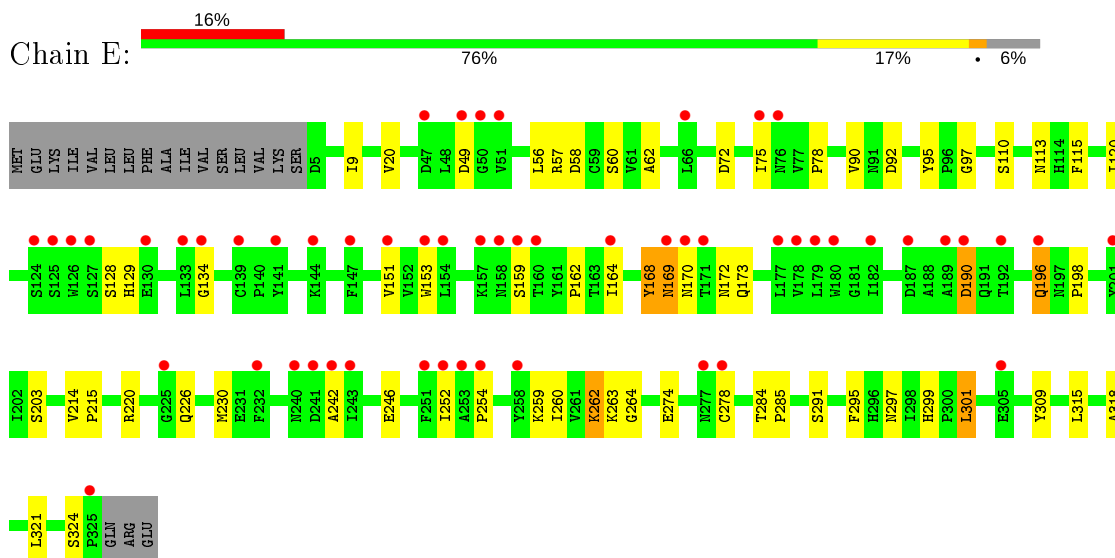 16%
Chain E:
76% 17% • 6%
MET GLU LYS ILE VAL LEU LEU PHE ALA ILE VAL SER LEU VAL LYS SER D5 I9 V20 D47 L48 D49 G50 V51 L56 R57 D58 C59 S60 V61 A62 L66 D72 I75 N76 V77 P78 V90 N91 D92 Y95 P96 G97 S110 N113 H114 F115
S124 S125 W126 S127 S128 H129 E130 L133 G134 C139 P140 Y141 K144 F147 V151 V152 W153 L154 K157 N158 S159 T160 Y161 P162 T163 I164 Y168 N169 N170 T171 N172 Q173 L177 V178 L179 W180 G181 I182 D187 A188 A189 D190 Q191 T192 Q196 N197 P198
I202 S203 V214 P215 R220 G225 Q226 M230 E231 F232 N240 D241 A242 I243 E246 F251 I252 A253 P254 Y258 K259 I260 V261 K262 K263 G264 E274 N277 C278 T284 P285 S291 F295 H296 N297 I298 H299 P300 L301 E305 Y309 L315
L321 S324 P325 GLN ARG GLU